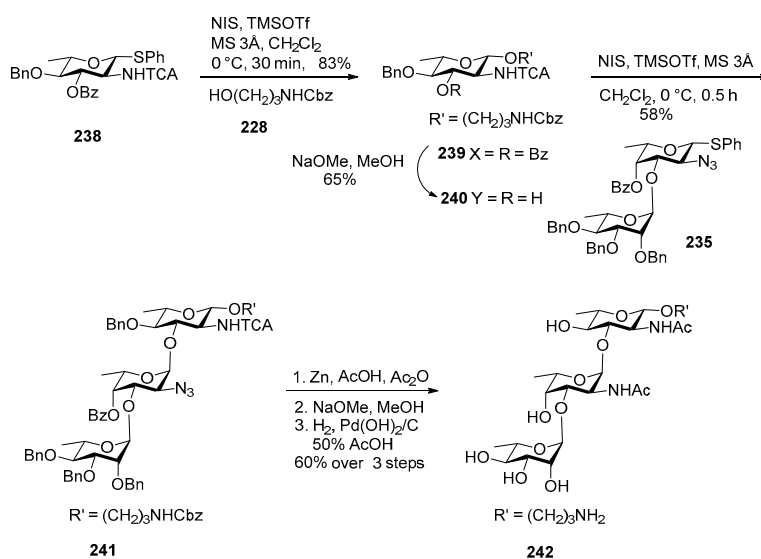 NIS, TMSOTf
MS 3Å, CH2Cl2
0 °C, 30 min, 83%
HO(CH2)3NHCbz
228
O
SPh
BnO
NHTCA
OBz
238
O
OR'
BnO
NHTCA
OR
R' = (CH2)3NHCbz
239 X = R = Bz
NaOMe, MeOH
65%
240 Y = R = H
NIS, TMSOTf, MS 3Å
CH2Cl2, 0 °C, 0.5 h
58%
O
SPh
N3
BzO
O
O
BnO
BnO
OBn
235
O
OR'
BnO
NHTCA
O
O
N3
BzO
O
O
BnO
BnO
OBn
R' = (CH2)3NHCbz
241
1. Zn, AcOH, Ac2O
2. NaOMe, MeOH
3. H2, Pd(OH)2/C
50% AcOH
60% over 3 steps
O
OR'
HO
NHAc
O
O
NHAc
HO
O
O
HO
HO
OH
R' = (CH2)3NH2
242